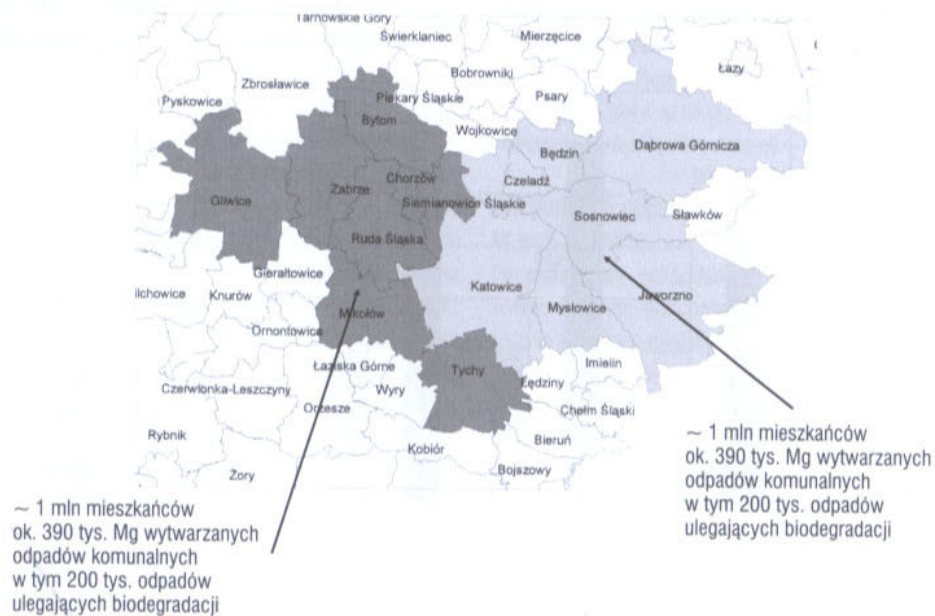 Tarnowskie Góry
Świerklaniec
Mierzęcice
Łazy
Zbrosławice
Bobrowniki
Pyskowice
Piekary Śląskie
Psary
Bytom
Wojkowice
Będzin
Dąbrowa Górnicza
Chorzów
Czeladź
Zabrze
Gliwice
Siemianowice Śląskie
Sosnowiec
Sławków
Ruda Śląska
Gierałtowice
Katowice
Jaworzno
ilchowice
Knurów
Mysłowice
Mikołów
Ornontowice
Łaziska Górne
Tychy
Imielin
Czerwionka-Leszczyny
Wyry
Lędziny
Orzesze
Chełm Śląski
Rybnik
Kobiór
Bieruń
Żory
Bojszowy
~ 1 mln mieszkańców
ok. 390 tys. Mg wytwarzanych
odpadów komunalnych
w tym 200 tys. odpadów
ulegających biodegradacji
~ 1 mln mieszkańców
ok. 390 tys. Mg wytwarzanych
odpadów komunalnych
w tym 200 tys. odpadów
ulegających biodegradacji